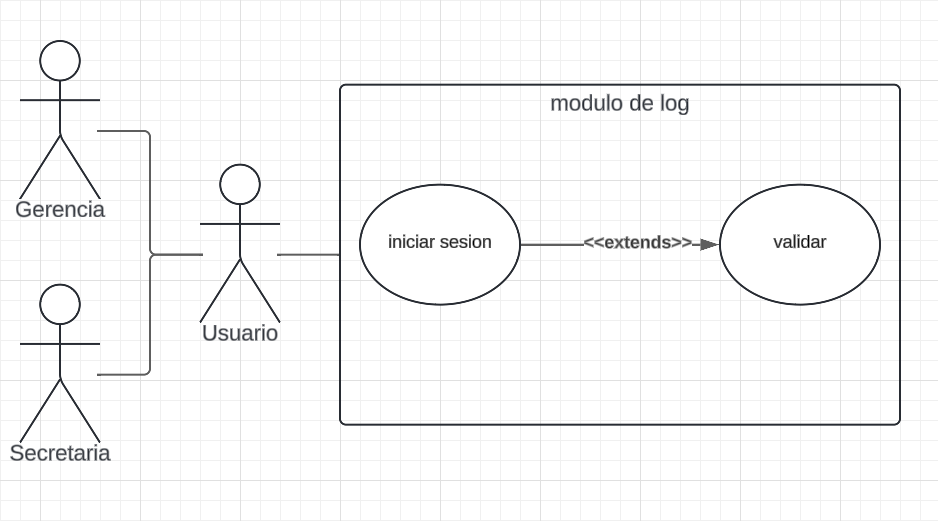 modulo de log
Gerencia
iniciar sesion
<<extends>>
validar
Usuario
Secretaria